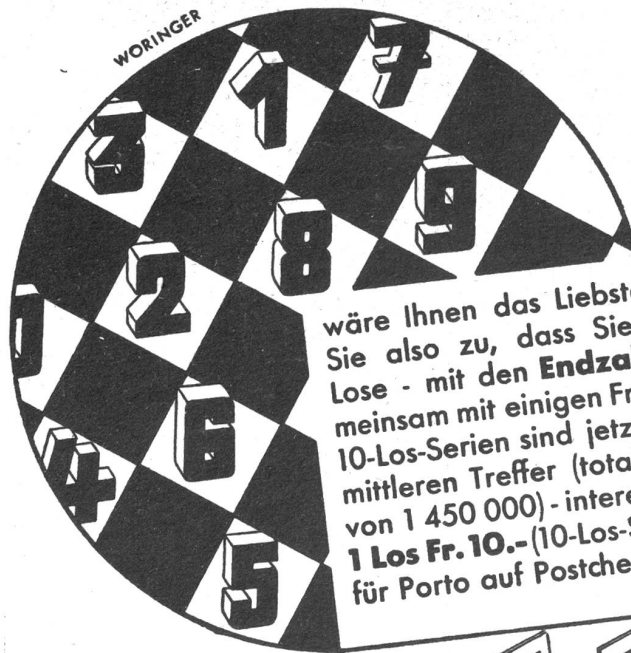 WORINGER
3 1 7
2 8 9
0
4 6
5
wäre Ihnen das Liebst
Sie also zu, dass Sie
Lose - mit den Endza
meinsam mit einigen Fr
10-Los-Serien sind jetz
mittleren Treffer (tota
von 1 450 000) - intere
1 Los Fr. 10.- (10-Los-S
für Porto auf Postche